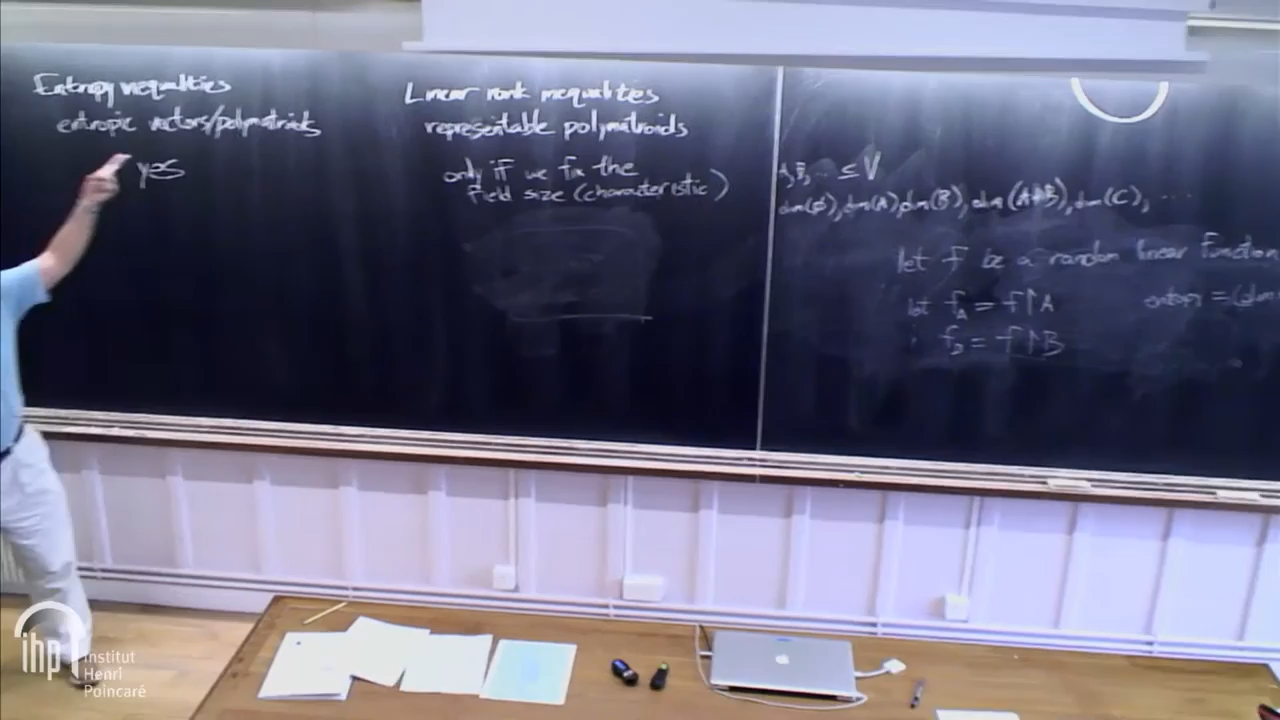 Entropy inequalities
entropic vectors/polymatroids
yes
Linear rank inequalities
representable polymatroids
only if we fix the
field size (characteristic)
A, B, ... ≤ V
dim(∅), dim(A), dim(B), dim(A+B), dim(C), ...
let f be a random linear function
let f_A = f↾A
entropy = (dim
f_B = f↾B
ihp
Institut
Henri
Poincaré